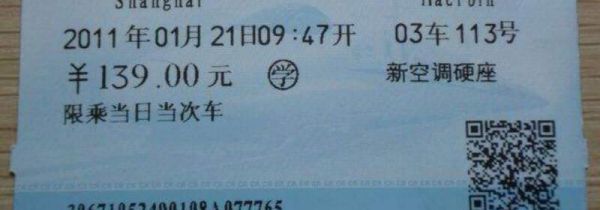 Shanghai
2011年01月21日09:47开 03车113号
￥139.00元 学 新空调硬座
限乘当日当次车